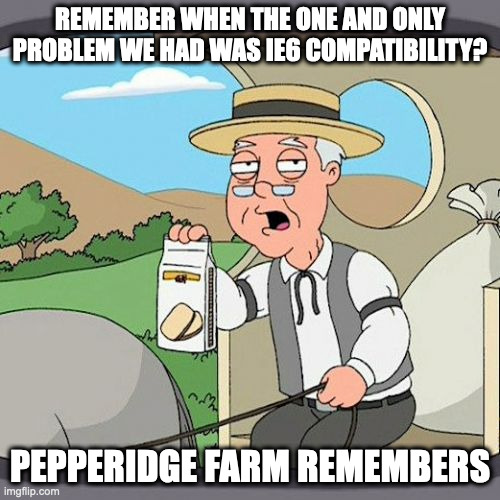 REMEMBER WHEN THE ONE AND ONLY
PROBLEM WE HAD WAS IE6 COMPATIBILITY?
PEPPERIDGE FARM REMEMBERS
imgflip.com